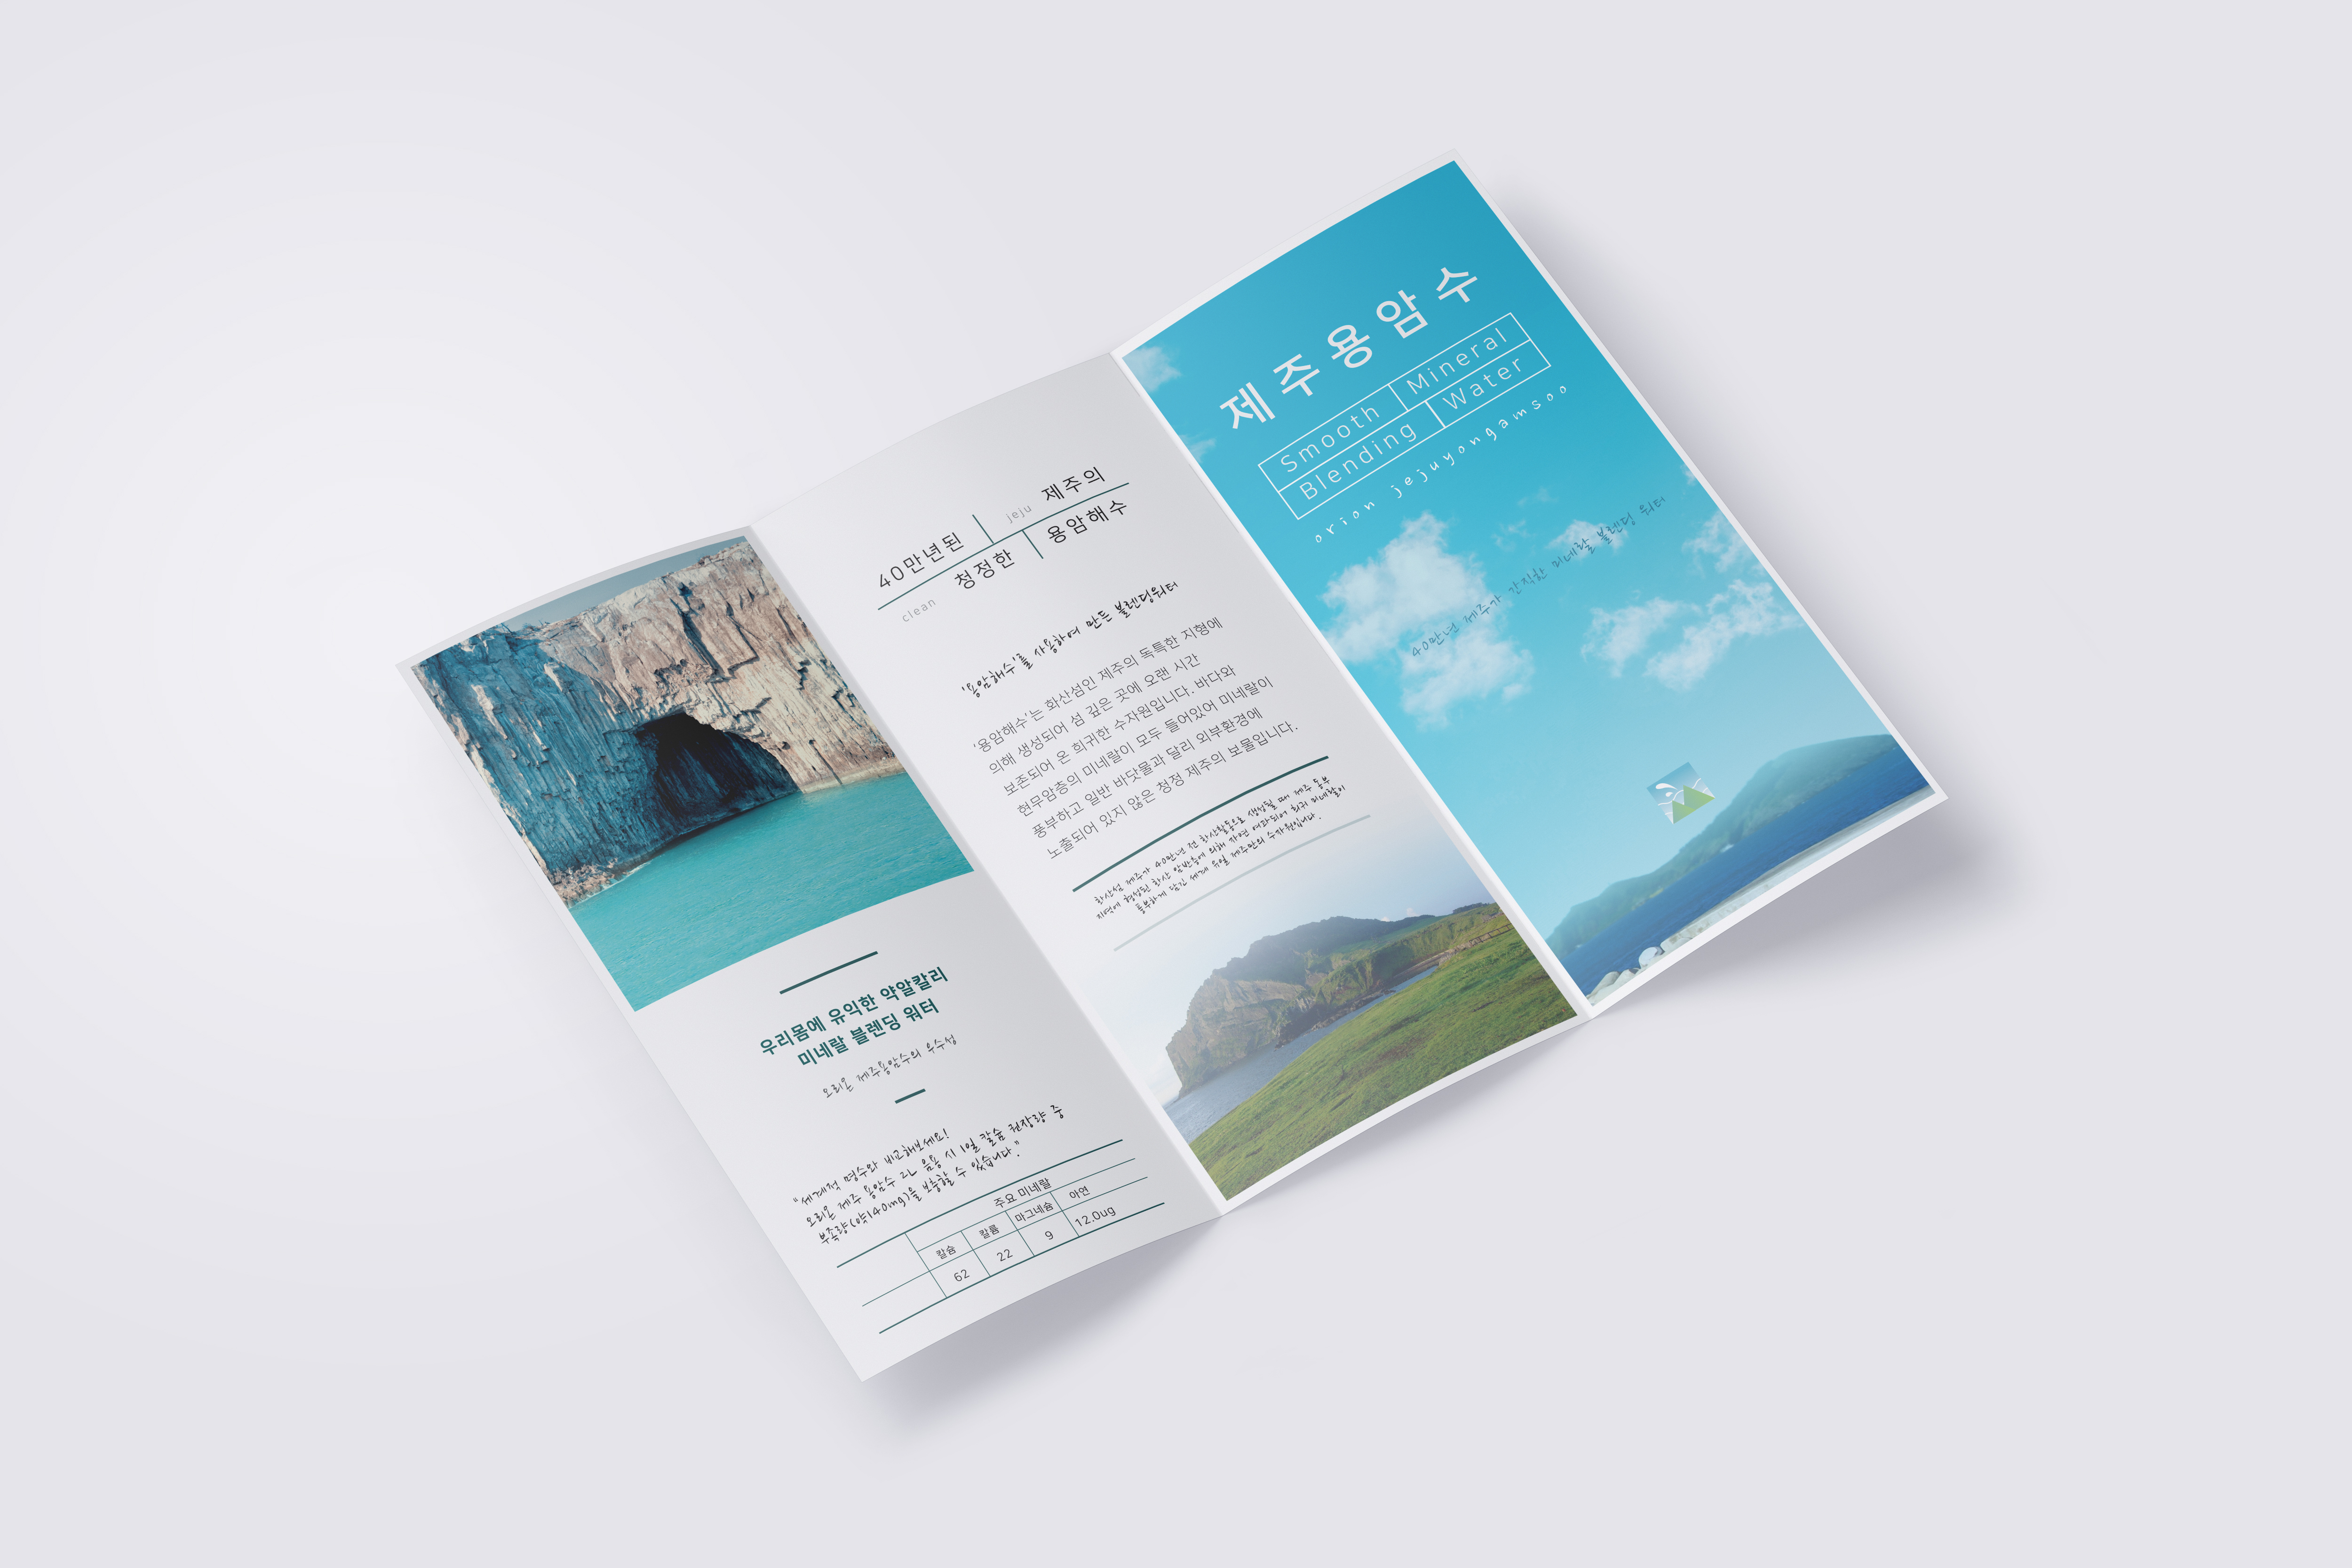 우리몸에 유익한 약알칼리
미네랄 블렌딩 워터
오리온 제주용암수의 우수성
"세계적 명수와 비교해보세요!
오리온 제주 용암수 2L 음용 시 1일 칼슘 권장량 중
부족량(약140mg)을 보충할 수 있습니다."
주요 미네랄
칼슘 칼륨 마그네슘 아연
62 22 9 12.0ug
40만년된 jeju 제주의
clean 청정한 용암해수
'용암해수'를 사용하여 만든 블렌딩워터
'용암해수'는 화산섬인 제주의 독특한 지형에
의해 생성되어 섬 깊은 곳에 오랜 시간
보존되어 온 희귀한 수자원입니다. 바다와
현무암층의 미네랄이 모두 들어있어 미네랄이
풍부하고 일반 바닷물과 달리 외부환경에
노출되어 있지 않은 청정 제주의 보물입니다.
화산섬 제주가 40만년 전 화산활동으로 생성될 때 제주 동부
지역에 형성된 화산 암반층에 의해 자연 여과되어 희귀 미네랄이
풍부하게 담긴 세계 유일 제주만의 수자원입니다.
제주용암수
Smooth Mineral
Blending Water
orion jejuyongamsoo
40만년 제주가 간직한 미네랄 블렌딩 워터